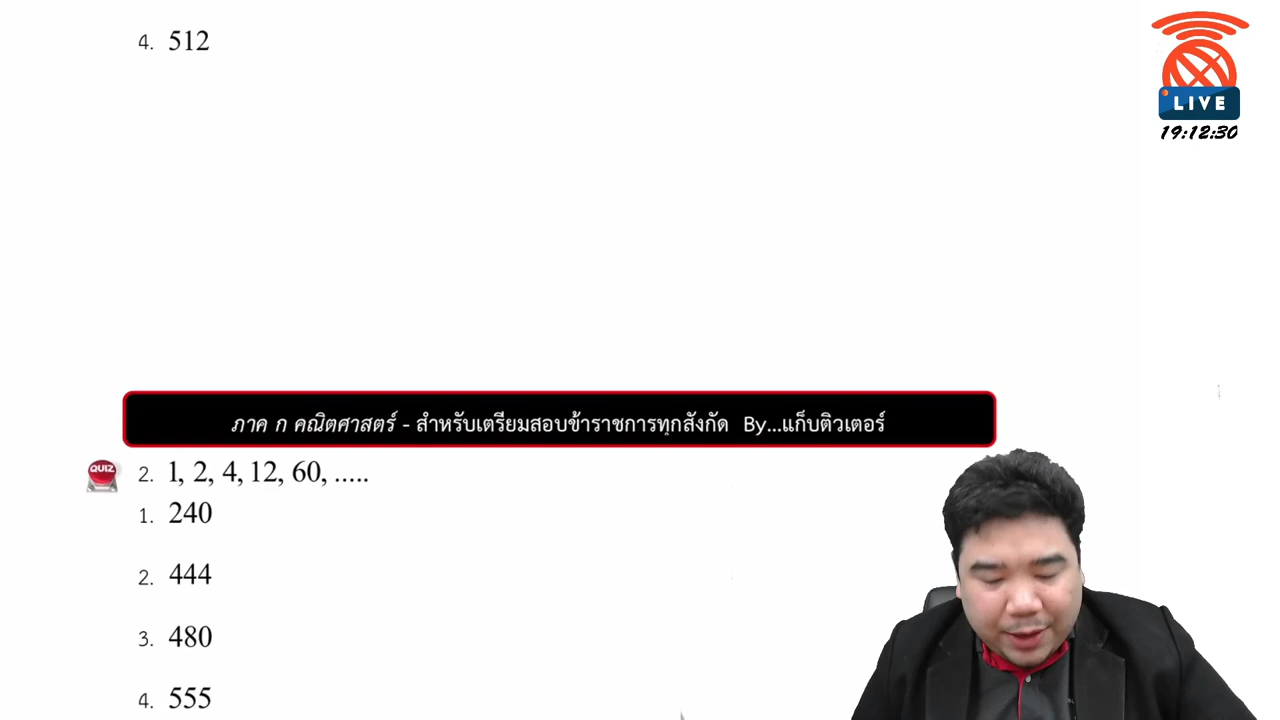 4. 512
LIVE
19:12:30
ภาค ก คณิตศาสตร์ - สำหรับเตรียมสอบข้าราชการทุกสังกัด By...แก็บติวเตอร์
QUIZ
2. 1, 2, 4, 12, 60, .....
1. 240
2. 444
3. 480
4. 555